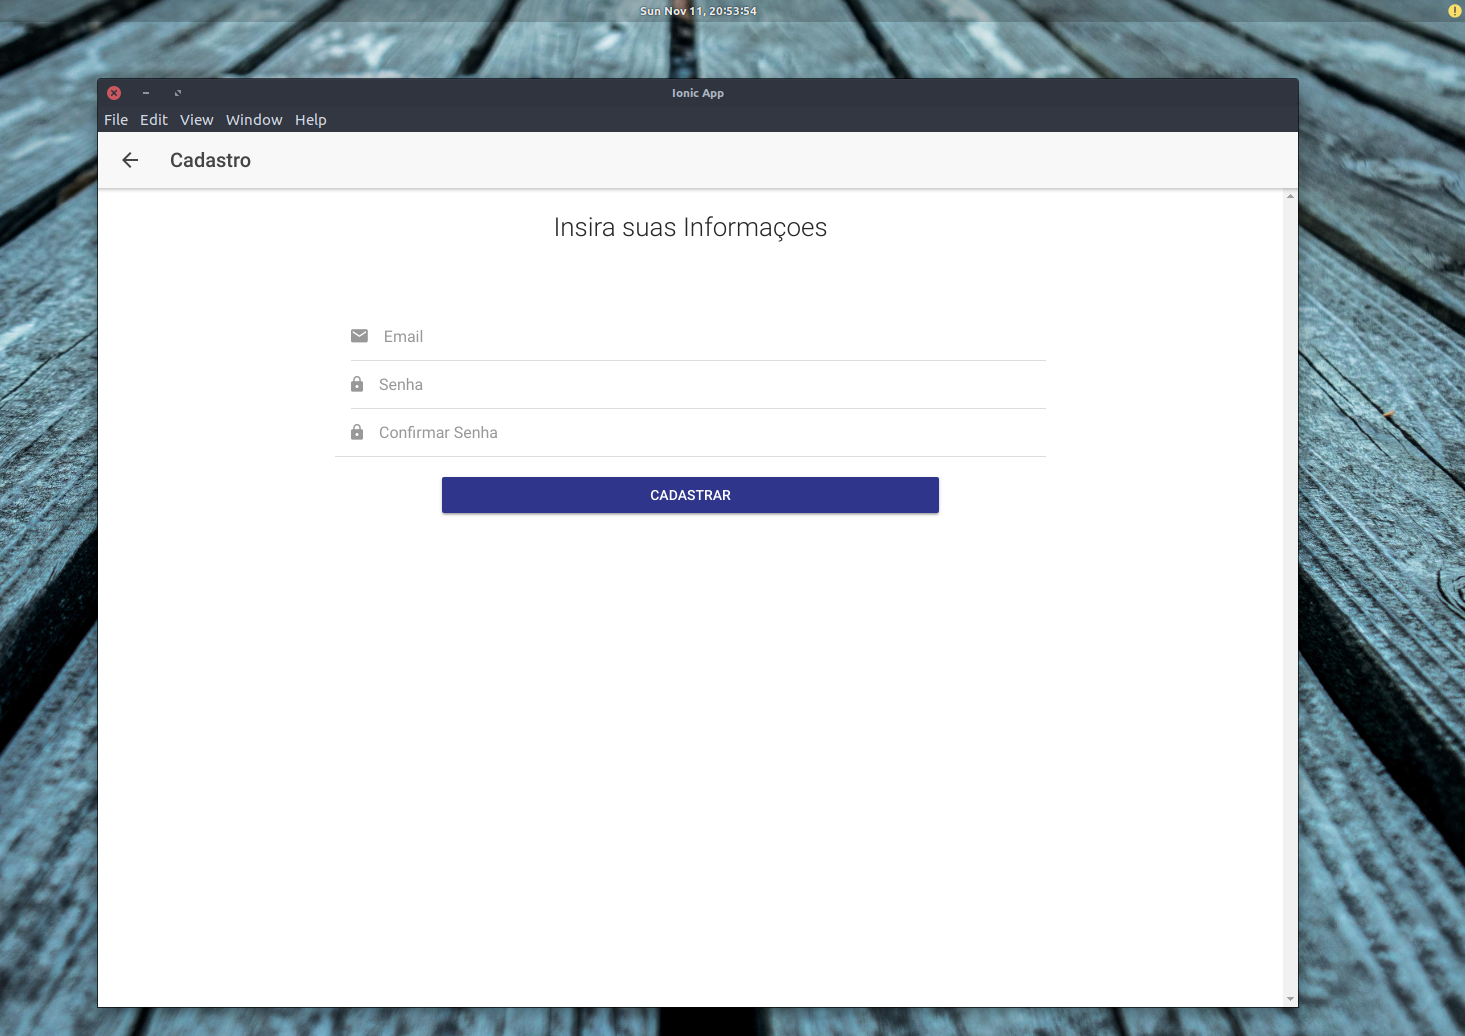 Sun Nov 11, 20:53:54
Ionic App
File Edit View Window Help
Cadastro
Insira suas Informaçoes
Email
Senha
Confirmar Senha
CADASTRAR